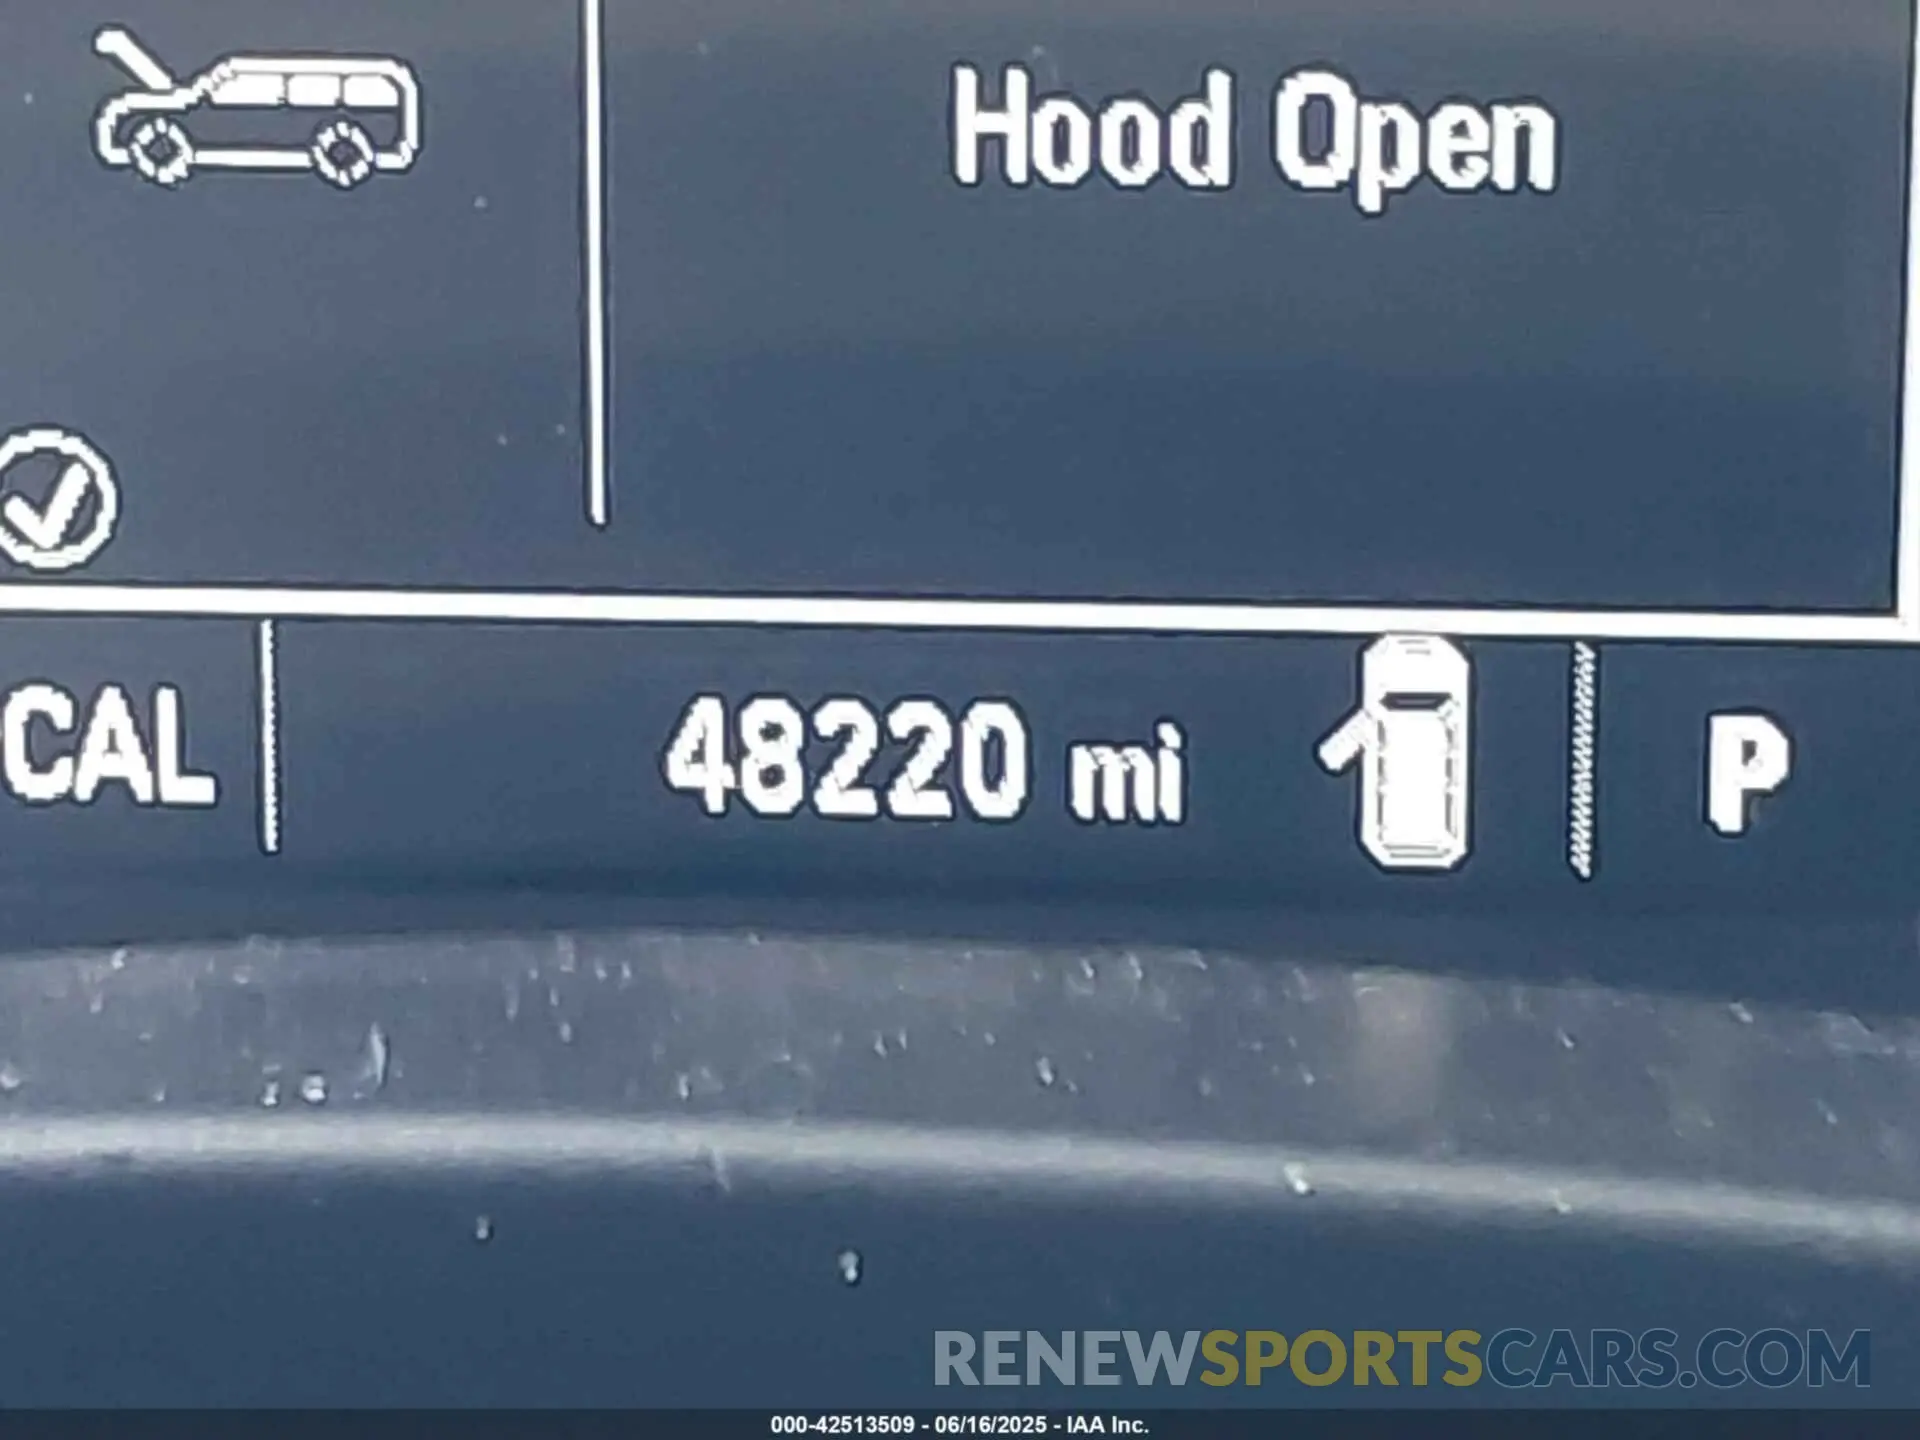 Hood Open
CAL
48220 mi
P
RENEWSPORTSCARS.COM
000-42513509 - 06/16/2025 - IAA Inc.